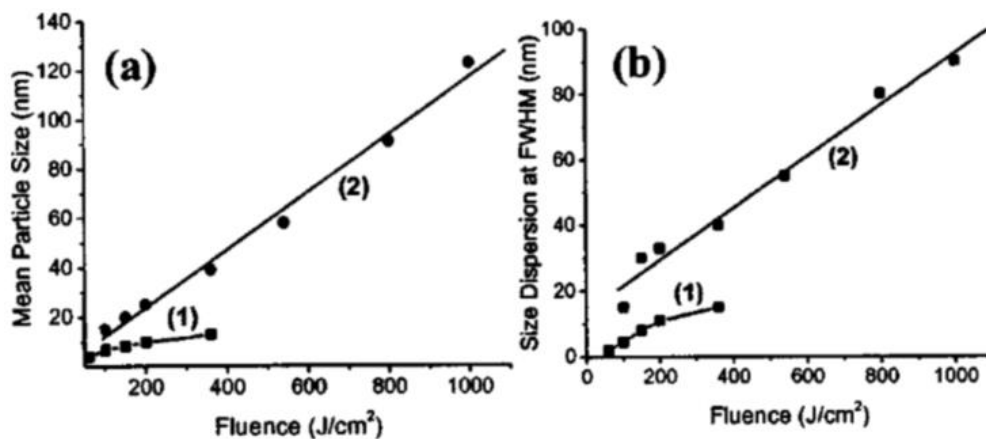 (a)
Mean Particle Size (nm)
140
120
100
80
60
40
20
(2)
(1)
200 400 600 800 1000
Fluence (J/cm²)
(b)
Size Dispersion at FWHM (nm)
100
80
60
40
20
0
(2)
(1)
0 200 400 600 800 1000
Fluence (J/cm²)